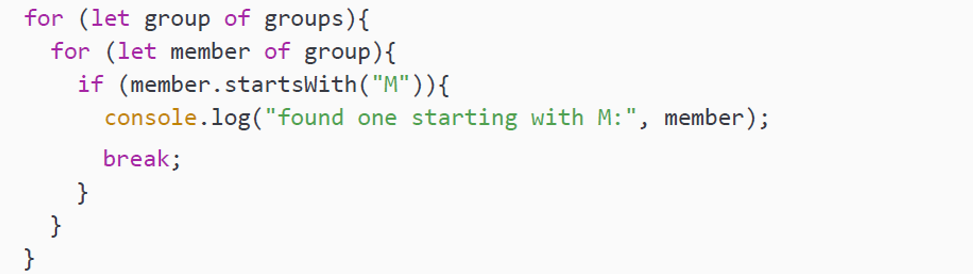 for (let group of groups){
  for (let member of group){
    if (member.startsWith("M")){
      console.log("found one starting with M:", member);
      break;
    }
  }
}